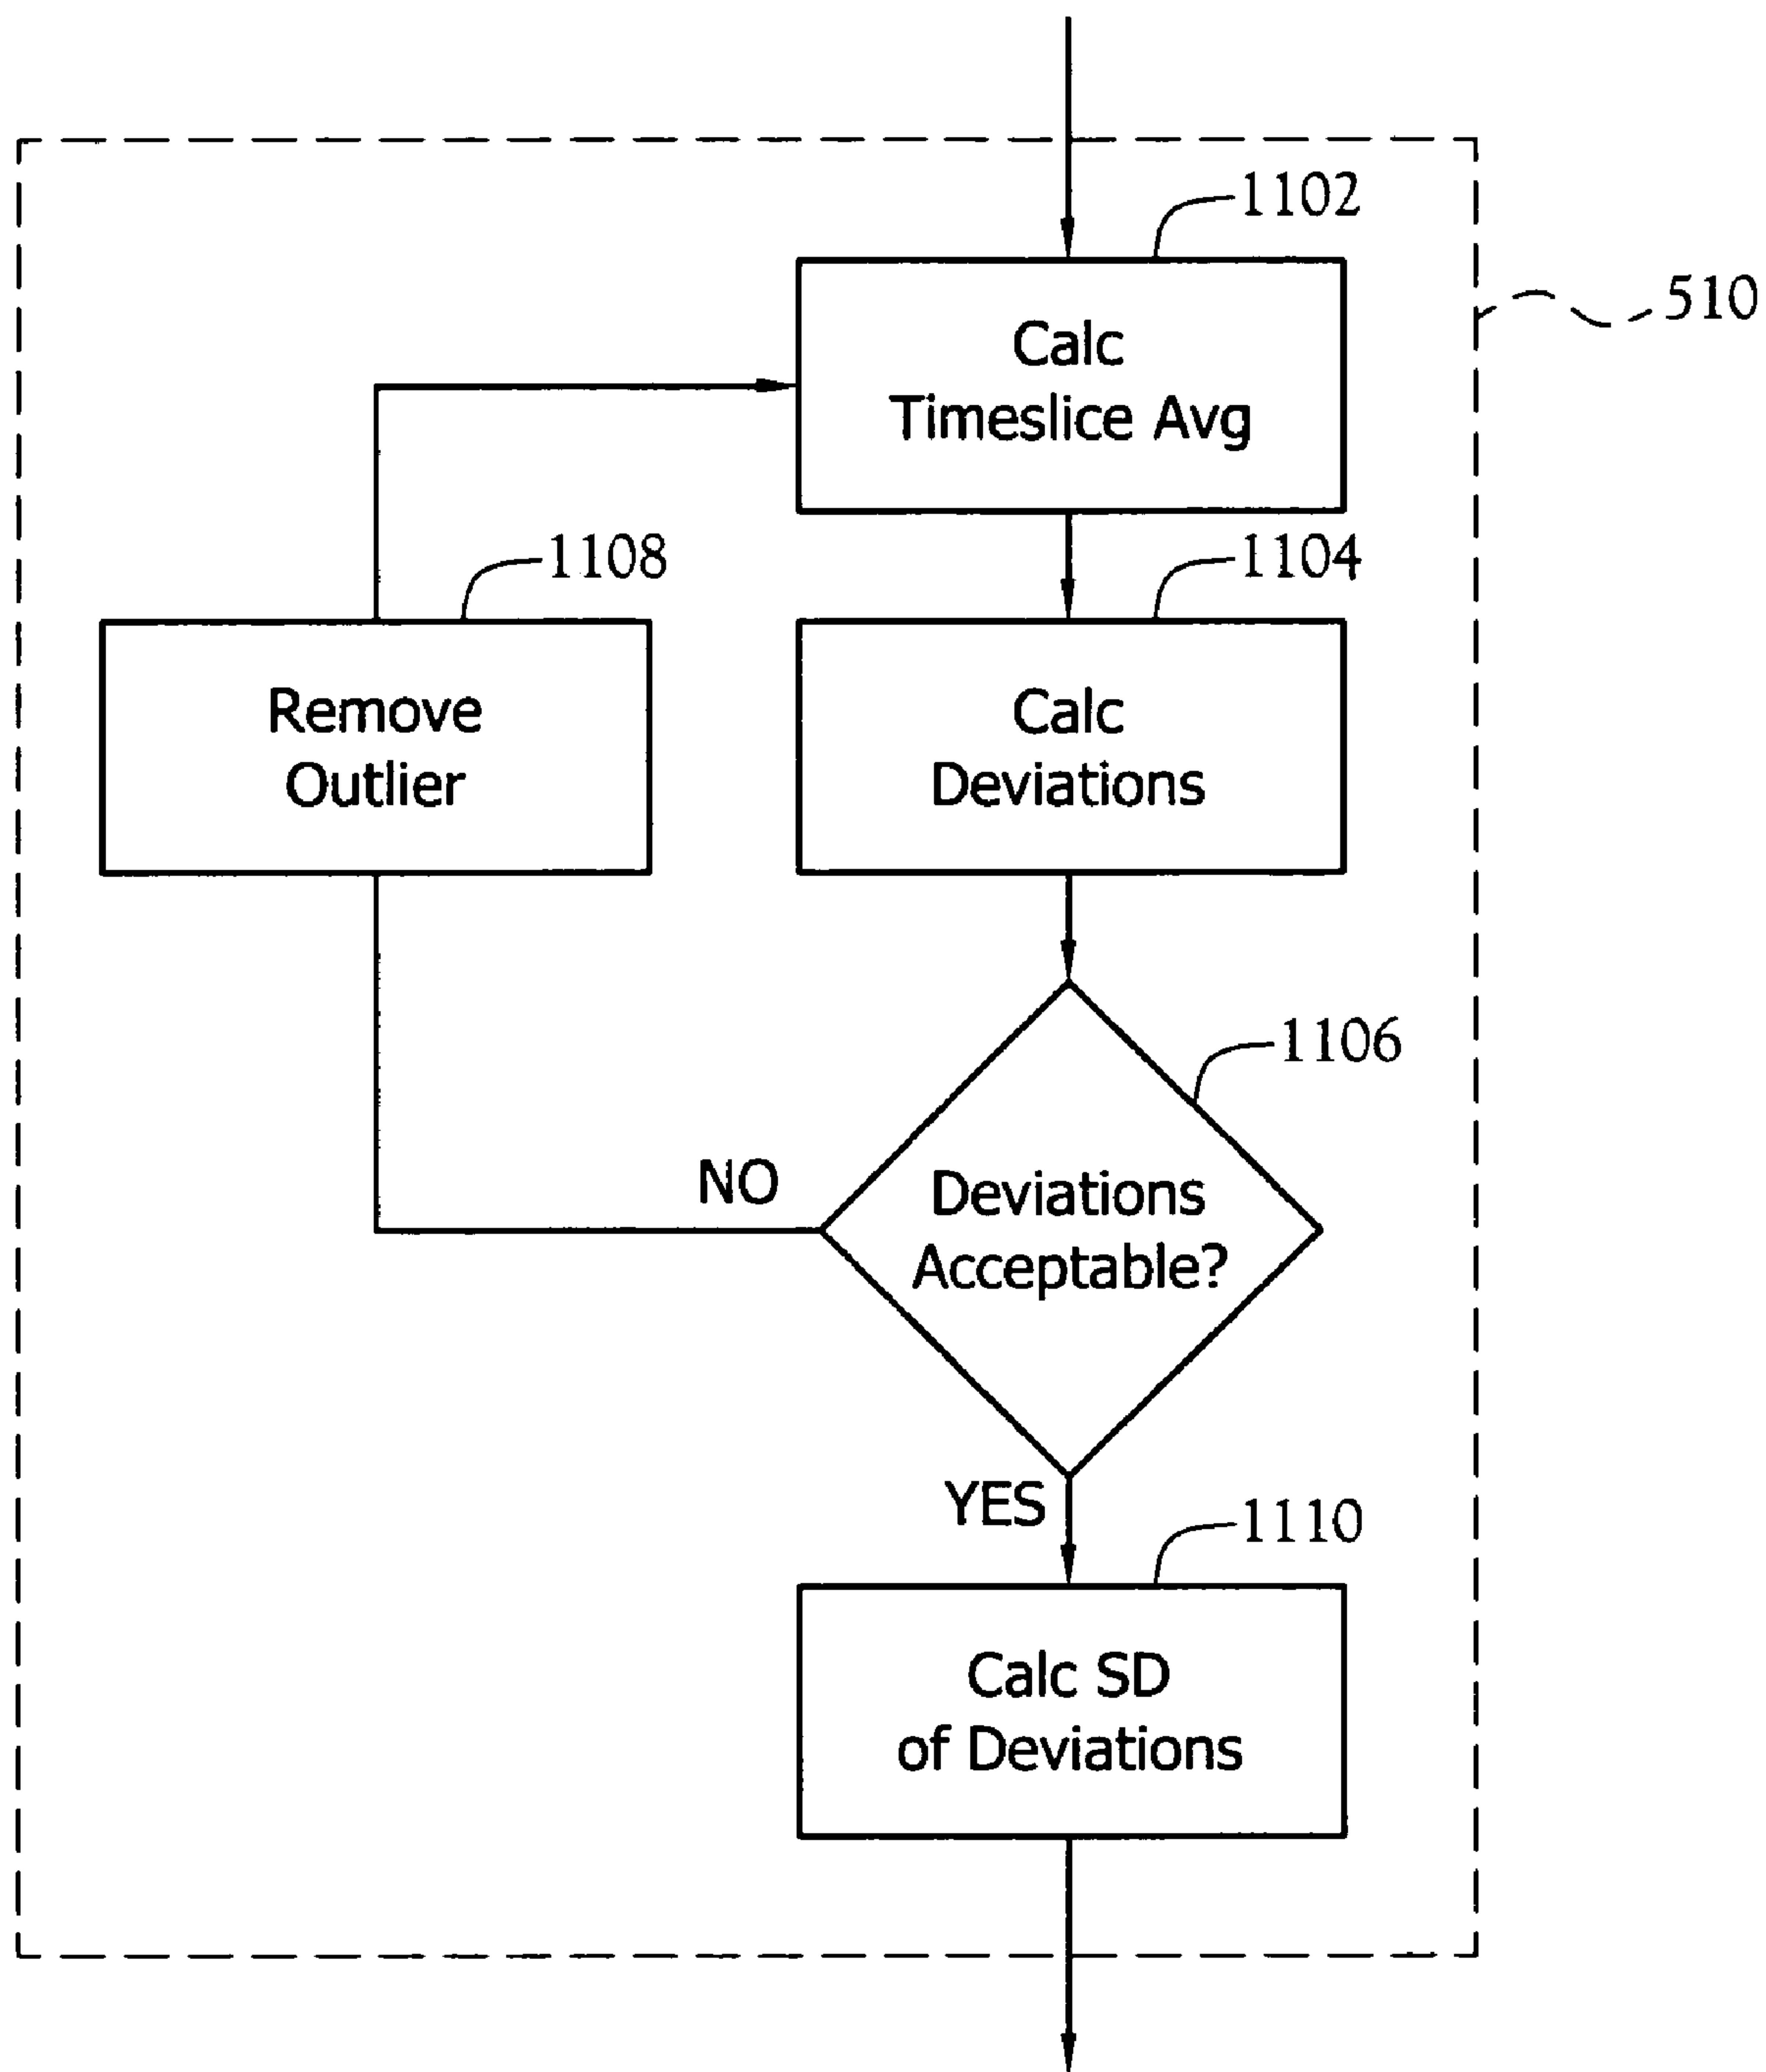 1102
510
Calc
Timeslice Avg
1108
1104
Remove
Outlier
Calc
Deviations
1106
NO
Deviations
Acceptable?
YES
1110
Calc SD
of Deviations